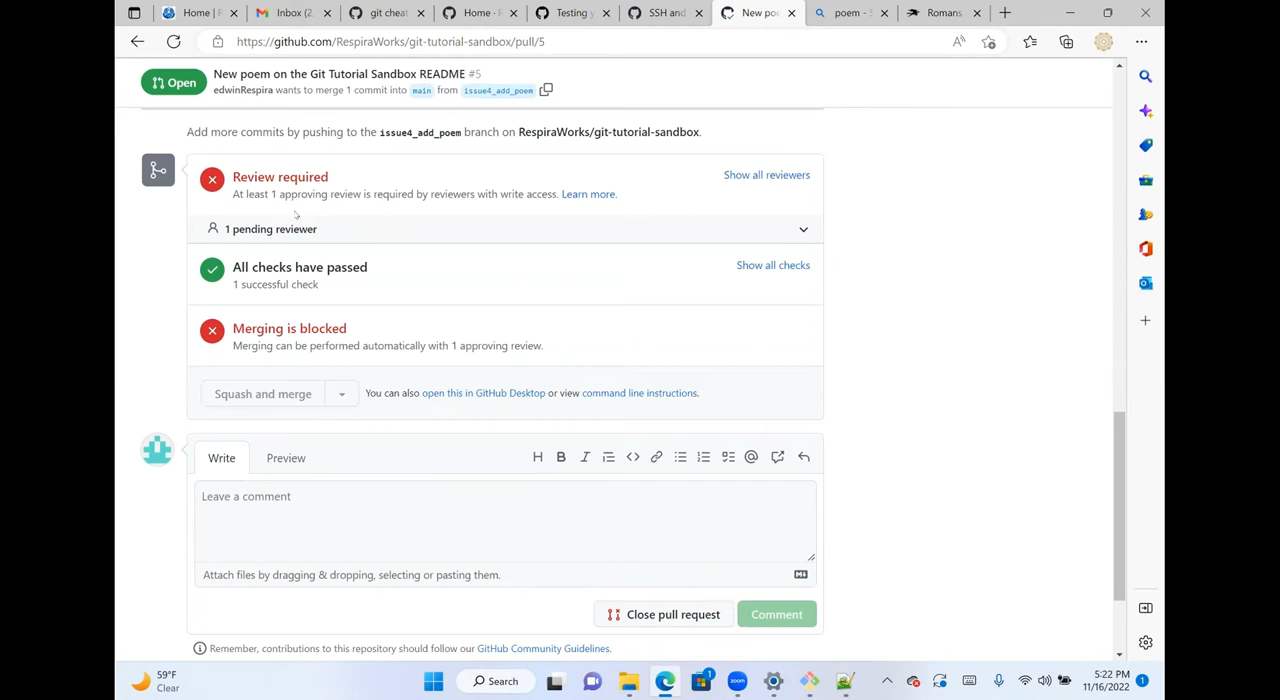 Home |
Inbox (2,
git cheat
Home ·
Testing
SSH and
New poe
poem - S
Romans
https://github.com/RespiraWorks/git-tutorial-sandbox/pull/5
Open
New poem on the Git Tutorial Sandbox README #5
edwinRespira wants to merge 1 commit into main from issue4_add_poem
Add more commits by pushing to the issue4_add_poem branch on RespiraWorks/git-tutorial-sandbox.
Review required
Show all reviewers
At least 1 approving review is required by reviewers with write access. Learn more.
1 pending reviewer
All checks have passed
Show all checks
1 successful check
Merging is blocked
Merging can be performed automatically with 1 approving review.
Squash and merge
You can also open this in GitHub Desktop or view command line instructions.
Write
Preview
Leave a comment
Attach files by dragging & dropping, selecting or pasting them.
Close pull request
Comment
Remember, contributions to this repository should follow our GitHub Community Guidelines.
59°F
Clear
Search
1
zoom
5:22 PM
11/16/2022
1